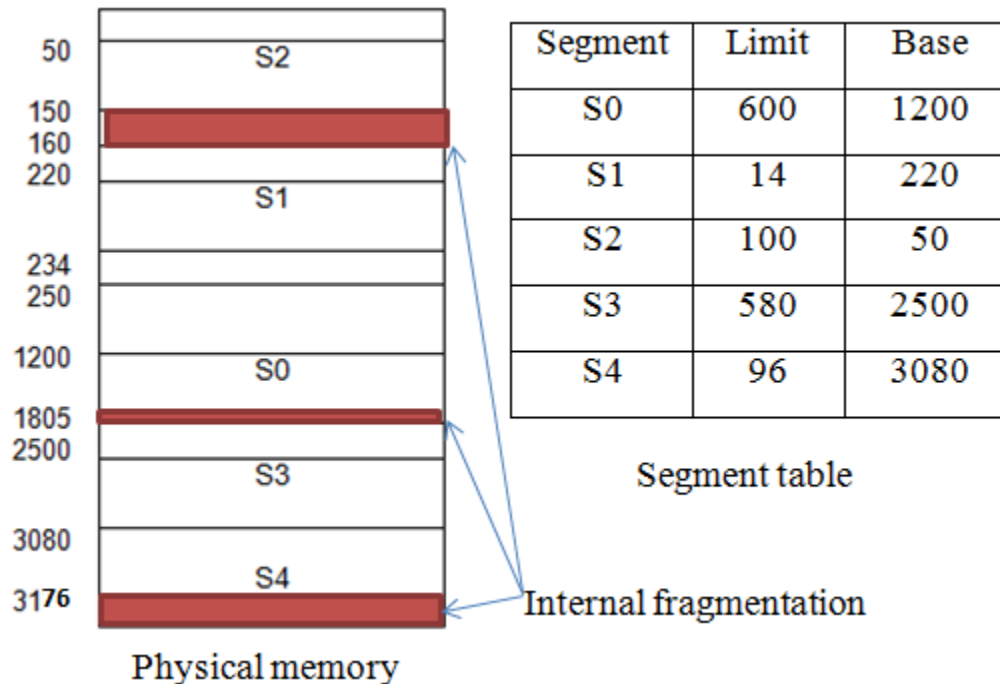 50
S2
150
160
220
S1
234
250
1200
S0
1805
2500
S3
3080
S4
3176
Physical memory
Segment Limit Base
S0 600 1200
S1 14 220
S2 100 50
S3 580 2500
S4 96 3080
Segment table
Internal fragmentation